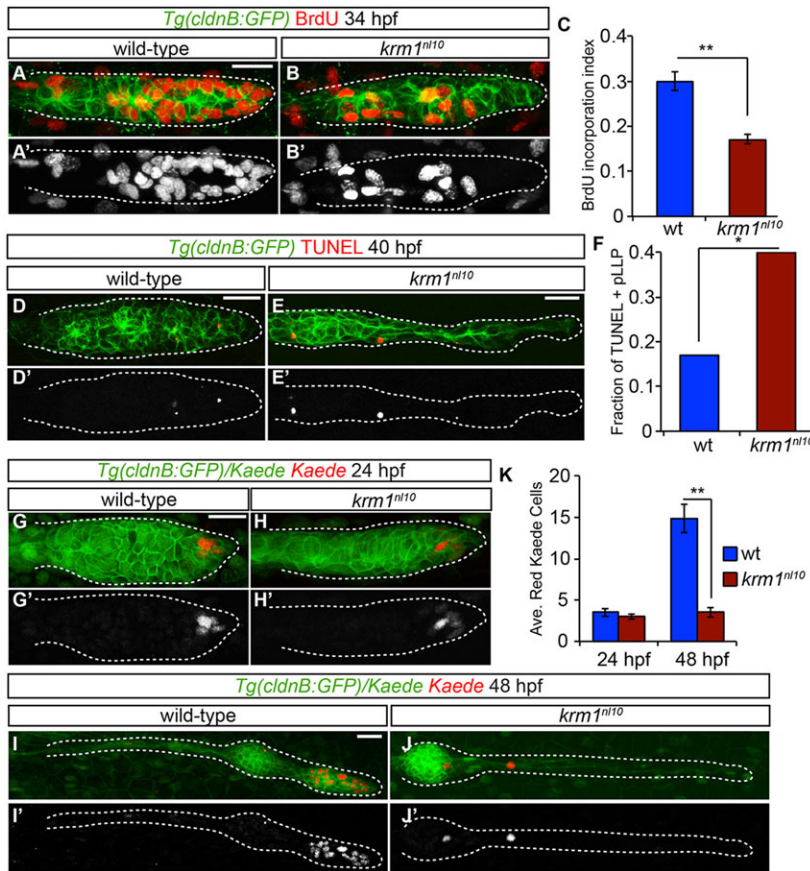 Tg(cldnB:GFP) BrdU 34 hpf
wild-type
krm1nl10
A
B
A'
B'
C
BrdU incorporation index
0.4
0.3
0.2
0.1
0
**
wt
krm1nl10
Tg(cldnB:GFP) TUNEL 40 hpf
wild-type
krm1nl10
D
E
D'
E'
F
Fraction of TUNEL + pLLP
0.4
0.2
0.1
0
*
wt
krm1nl10
Tg(cldnB:GFP)/Kaede Kaede 24 hpf
wild-type
krm1nl10
G
H
G'
H'
K
Ave. Red Kaede Cells
20
15
10
5
0
**
wt
krm1nl10
24 hpf
48 hpf
Tg(cldnB:GFP)/Kaede Kaede 48 hpf
wild-type
krm1nl10
I
J
I'
J'